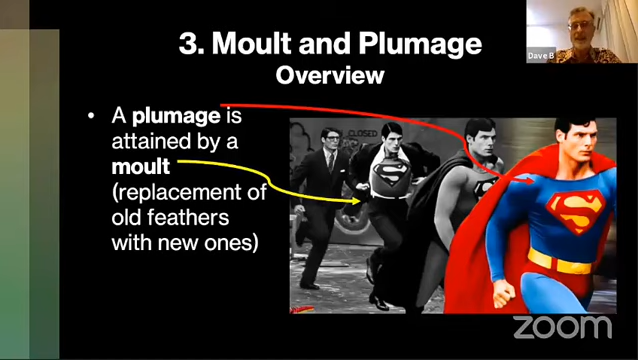 3. Moult and Plumage
Overview
Dave B
• A plumage is
attained by a
moult
(replacement of
old feathers
with new ones)
CLOSED
S
S
zoom